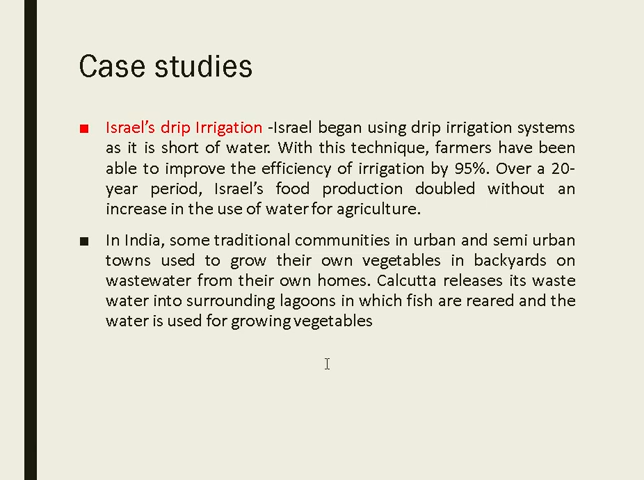 Case studies
Israel's drip Irrigation -Israel began using drip irrigation systems
as it is short of water. With this technique, farmers have been
able to improve the efficiency of irrigation by 95%. Over a 20-
year period, Israel's food production doubled without an
increase in the use of water for agriculture.
In India, some traditional communities in urban and semi urban
towns used to grow their own vegetables in backyards on
wastewater from their own homes. Calcutta releases its waste
water into surrounding lagoons in which fish are reared and the
water is used for growing vegetables